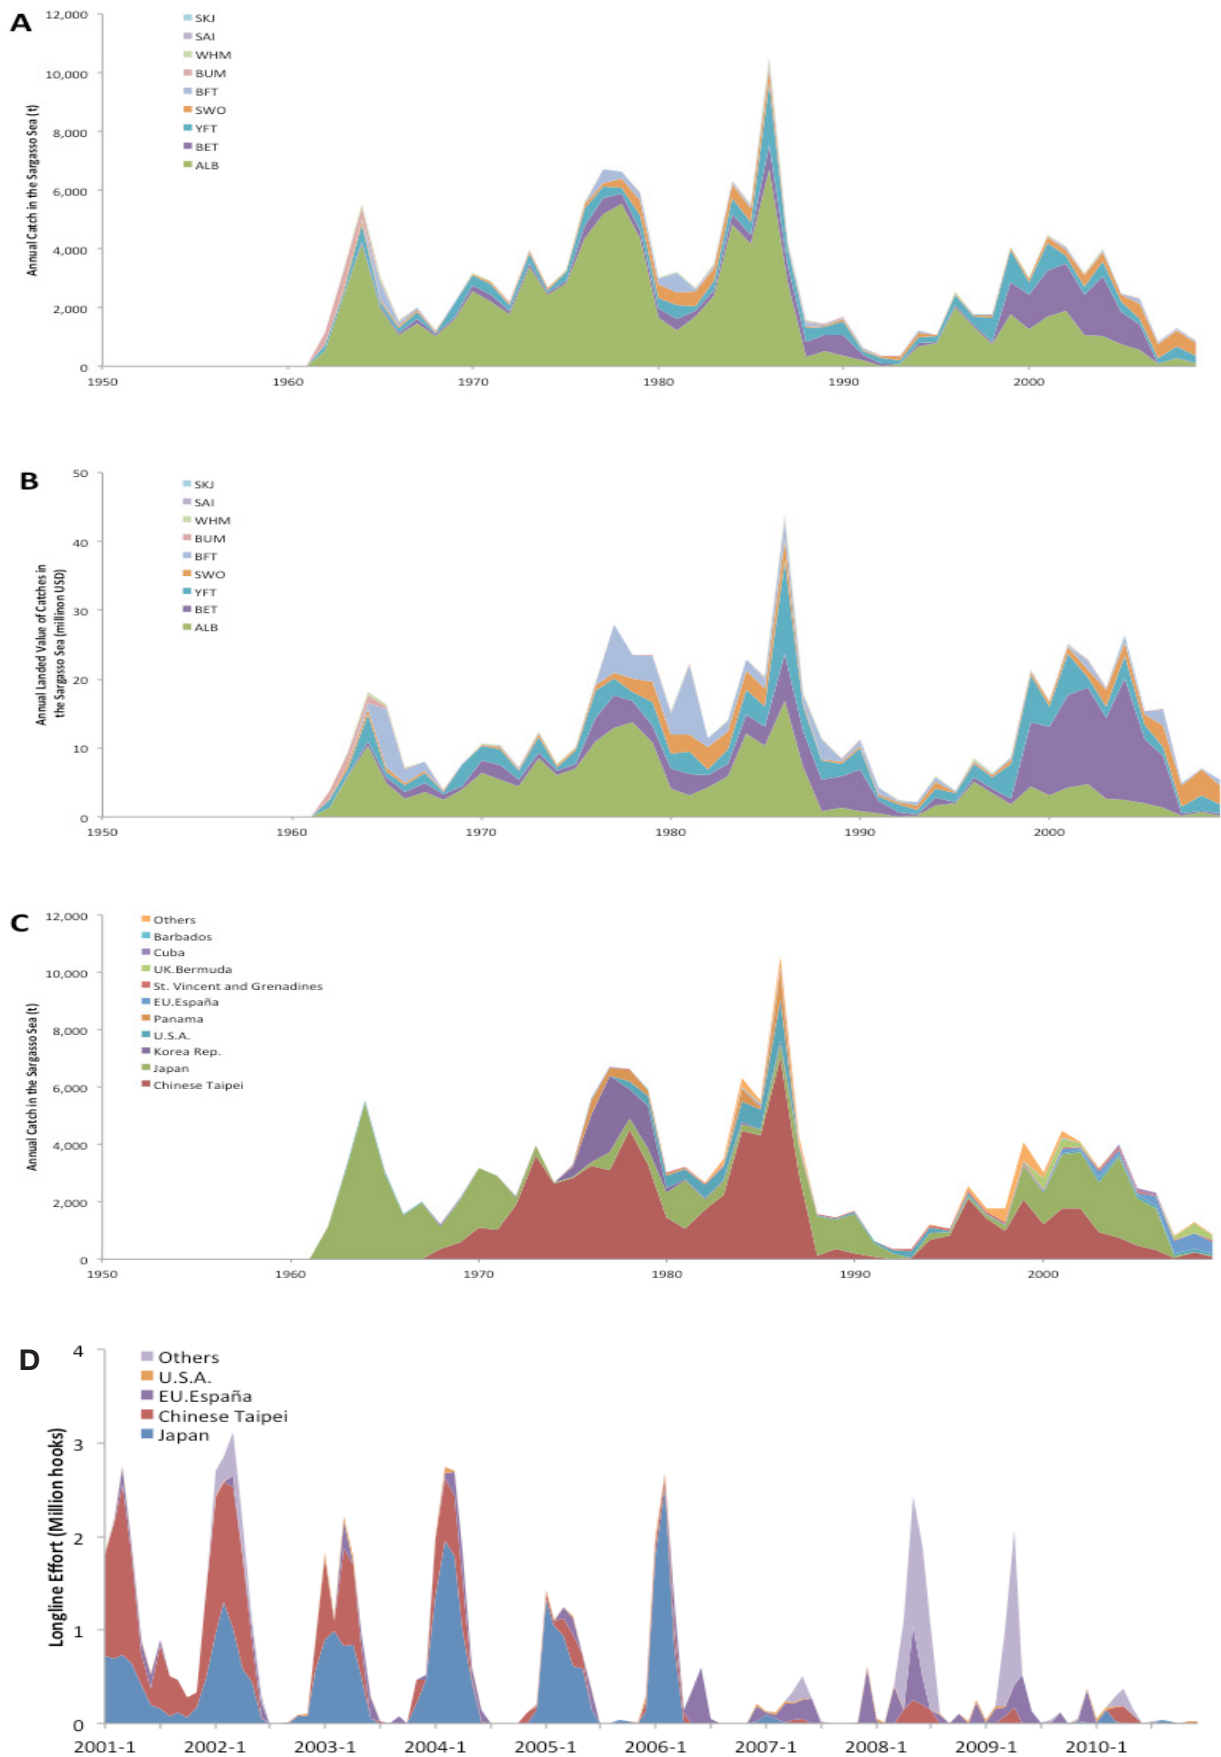 A
Annual Catch in the Sargasso Sea (t)
12,000
10,000
8,000
6,000
4,000
2,000
0
SKJ
SAI
WHM
BUM
BFT
SWO
YFT
BET
ALB
1950
1960
1970
1980
1990
2000
B
Annual Landed Value of Catches in
the Sargasso Sea (millinon USD)
50
40
30
20
10
0
SKJ
SAI
WHM
BUM
BFT
SWO
YFT
BET
ALB
1950
1960
1970
1980
1990
2000
C
Annual Catch in the Sargasso Sea (t)
12,000
10,000
8,000
6,000
4,000
2,000
0
Others
Barbados
Cuba
UK.Bermuda
St. Vincent and Grenadines
EU.España
Panama
U.S.A.
Korea Rep.
Japan
Chinese Taipei
1950
1960
1970
1980
1990
2000
D
Longline Effort (Million hooks)
4
3
2
1
0
Others
U.S.A.
EU.España
Chinese Taipei
Japan
2001-1
2002-1
2003-1
2004-1
2005-1
2006-1
2007-1
2008-1
2009-1
2010-1